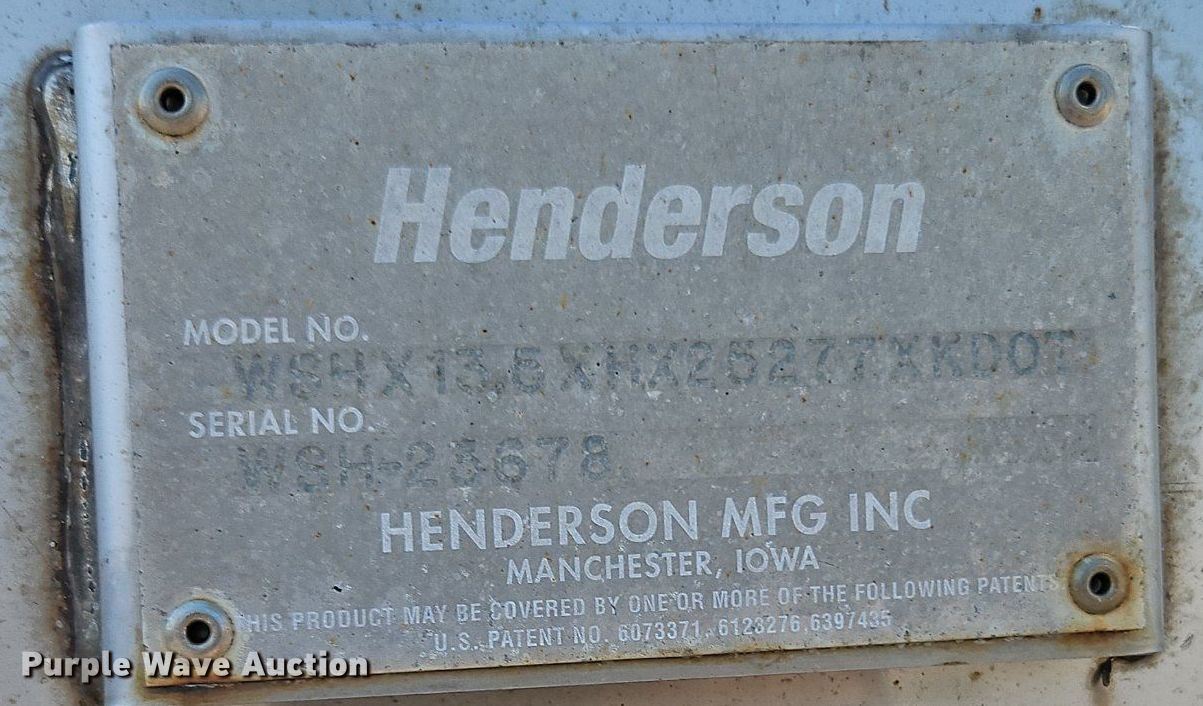 Henderson
MODEL NO.
WSHX13.5XHX25277XKDOT
SERIAL NO.
WSH-23678
HENDERSON MFG INC
MANCHESTER, IOWA
THIS PRODUCT MAY BE COVERED BY ONE OR MORE OF THE FOLLOWING PATENTS
U.S. PATENT NO. 6073371, 6123276, 6397435
Purple Wave Auction